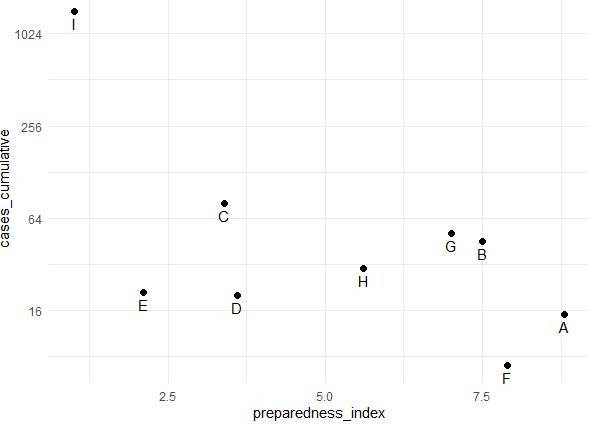 I
1024
256
cases_cumulative
C
64
G
B
H
E
D
16
A
F
2.5
5.0
7.5
preparedness_index